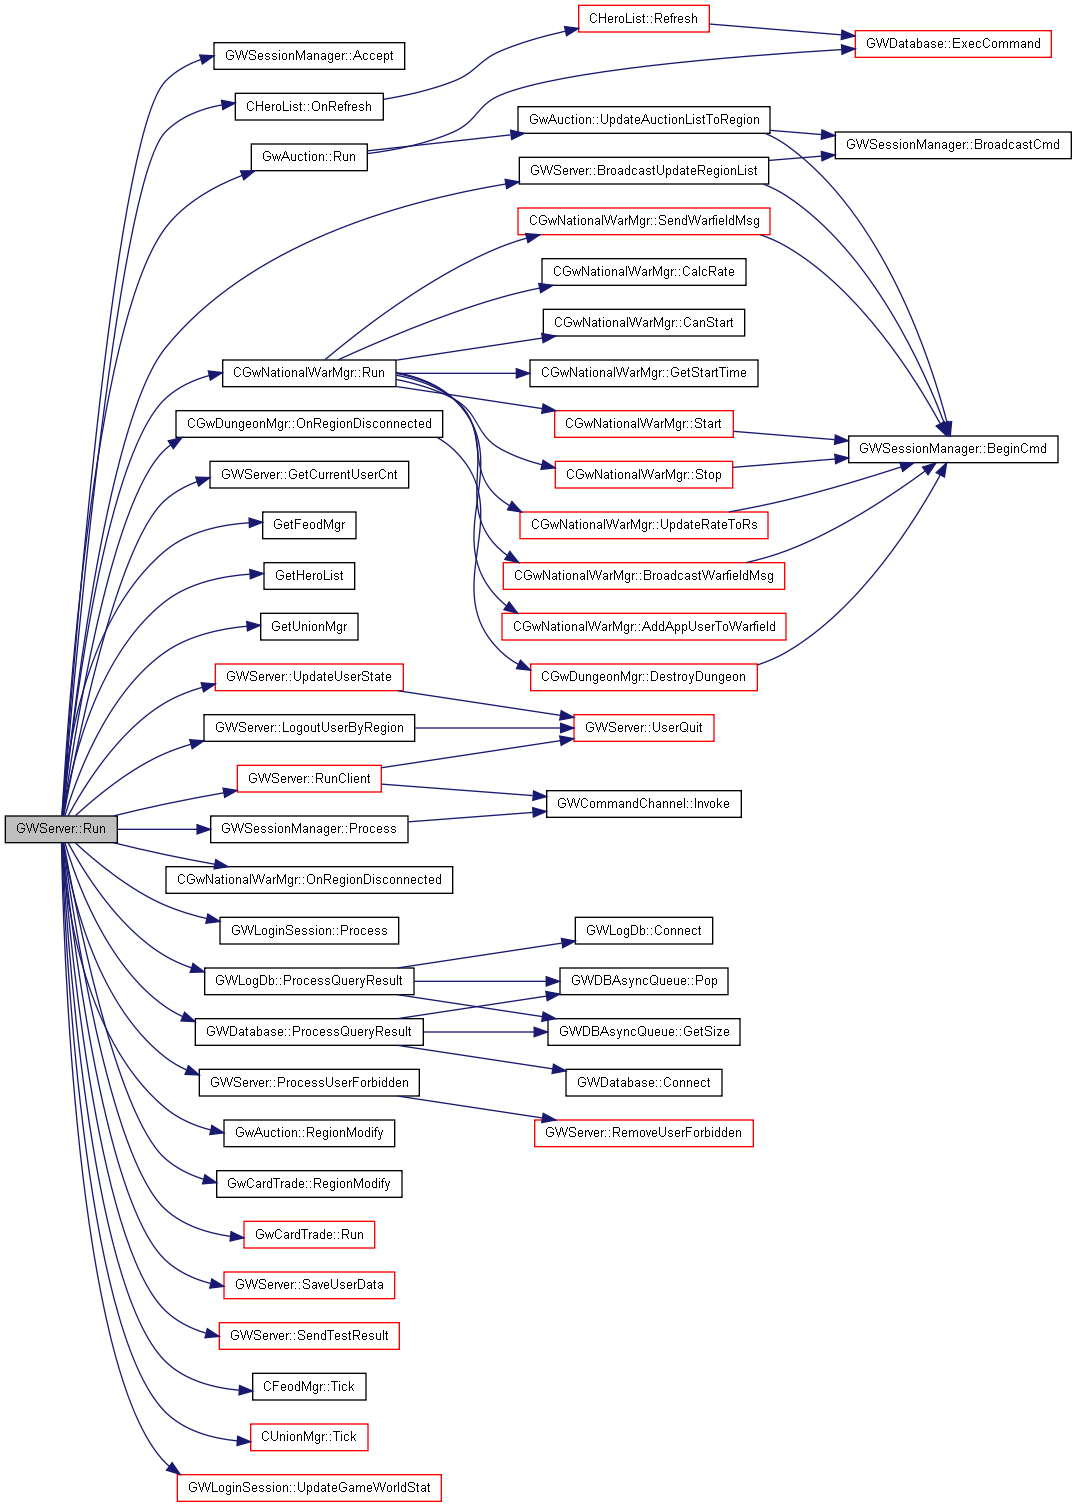 CHeroList::Refresh
GWDatabase::ExecCommand
GWSessionManager::Accept
CHeroList::OnRefresh
GwAuction::UpdateAuctionListToRegion
GWSessionManager::BroadcastCmd
GwAuction::Run
GWServer::BroadcastUpdateRegionList
CGwNationalWarMgr::SendWarfieldMsg
CGwNationalWarMgr::CalcRate
CGwNationalWarMgr::CanStart
CGwNationalWarMgr::Run
CGwNationalWarMgr::GetStartTime
CGwDungeonMgr::OnRegionDisconnected
CGwNationalWarMgr::Start
GWSessionManager::BeginCmd
GWServer::GetCurrentUserCnt
CGwNationalWarMgr::Stop
GetFeodMgr
CGwNationalWarMgr::UpdateRateToRs
GetHeroList
CGwNationalWarMgr::BroadcastWarfieldMsg
GetUnionMgr
CGwNationalWarMgr::AddAppUserToWarfield
GWServer::UpdateUserState
CGwDungeonMgr::DestroyDungeon
GWServer::LogoutUserByRegion
GWServer::UserQuit
GWServer::RunClient
GWCommandChannel::Invoke
GWServer::Run
GWSessionManager::Process
CGwNationalWarMgr::OnRegionDisconnected
GWLoginSession::Process
GWLogDb::Connect
GWLogDb::ProcessQueryResult
GWDBAsyncQueue::Pop
GWDatabase::ProcessQueryResult
GWDBAsyncQueue::GetSize
GWServer::ProcessUserForbidden
GWDatabase::Connect
GwAuction::RegionModify
GWServer::RemoveUserForbidden
GwCardTrade::RegionModify
GwCardTrade::Run
GWServer::SaveUserData
GWServer::SendTestResult
CFeodMgr::Tick
CUnionMgr::Tick
GWLoginSession::UpdateGameWorldStat